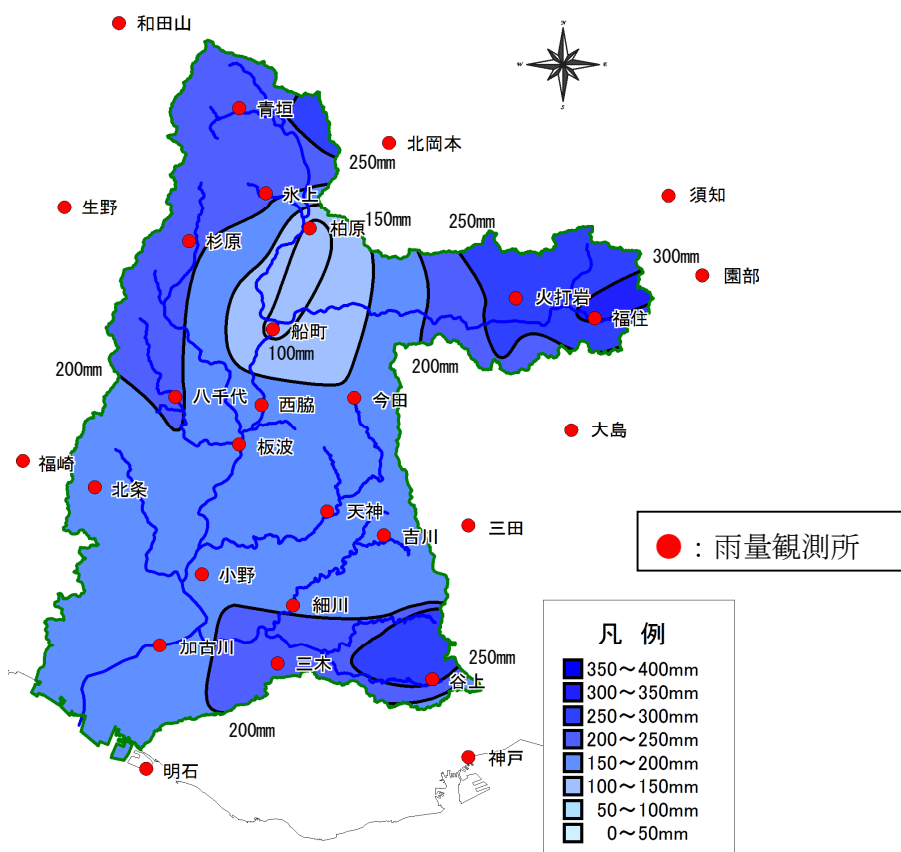 和田山
N
W
E
S
青垣
北岡本
250mm
氷上
須知
生野
柏原
150mm
250mm
杉原
300mm
園部
火打岩
福住
船町
100mm
200mm
200mm
八千代
西脇
今田
大島
板波
福崎
北条
天神
三田
吉川
：雨量観測所
小野
細川
凡 例
加古川
三木
250mm
谷上
350～400mm
300～350mm
250～300mm
200～250mm
150～200mm
100～150mm
50～100mm
0～50mm
200mm
神戸
明石